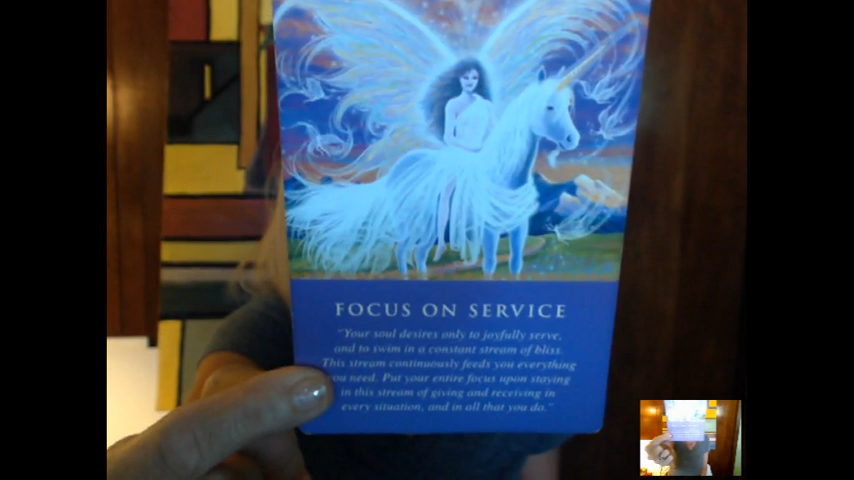 FOCUS ON SERVICE
"Your soul desires only to joyfully serve,
and to swim in a constant stream of bliss.
This stream continuously feeds you everything
you need. Put your entire focus upon staying
in this stream of giving and receiving in
every situation, and in all that you do."